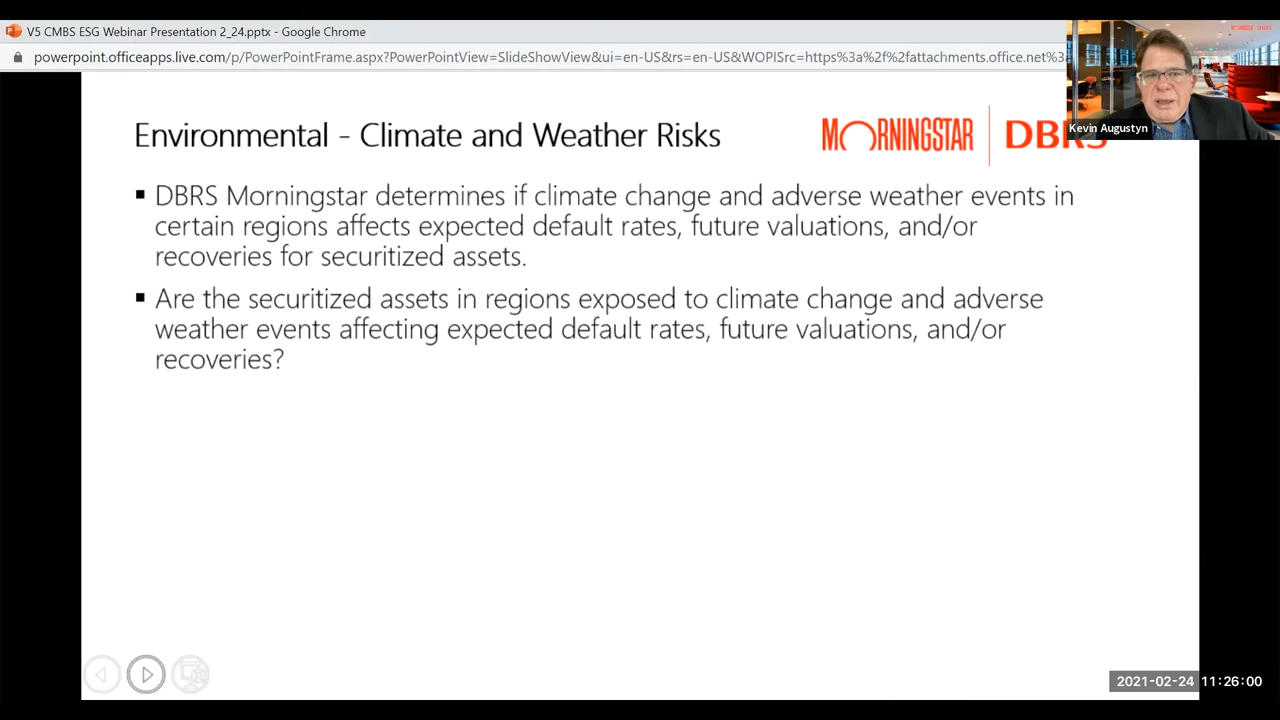 V5 CMBS ESG Webinar Presentation 2_24.pptx - Google Chrome
powerpoint.officeapps.live.com/p/PowerPointFrame.aspx?PowerPointView=SlideShowView&ui=en-US&rs=en-US&WOPISrc=https%3a%2f%2fattachments.office.net%3a
Kevin Augustyn
Environmental - Climate and Weather Risks
MORNINGSTAR DBRS
▪ DBRS Morningstar determines if climate change and adverse weather events in
certain regions affects expected default rates, future valuations, and/or
recoveries for securitized assets.
▪ Are the securitized assets in regions exposed to climate change and adverse
weather events affecting expected default rates, future valuations, and/or
recoveries?
2021-02-24 11:26:00